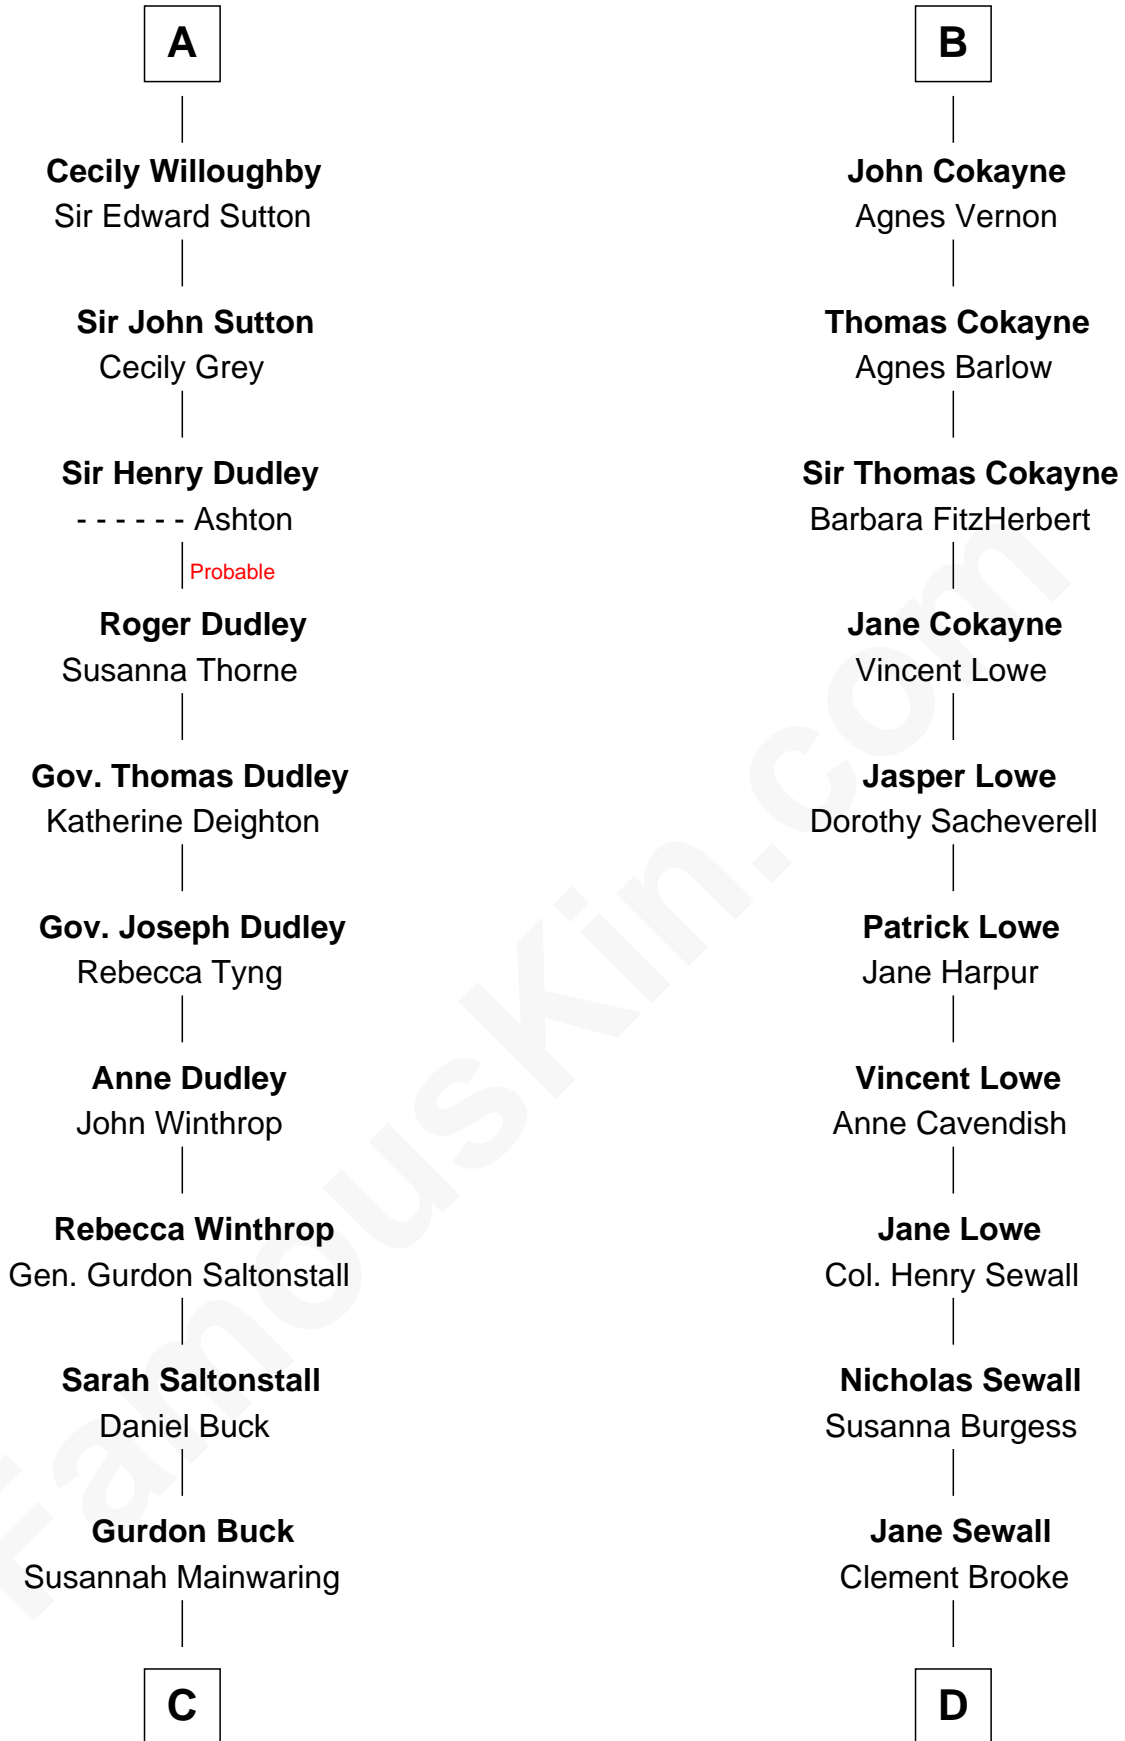 A
Cecily Willoughby
Sir Edward Sutton
Sir John Sutton
Cecily Grey
Sir Henry Dudley
- - - - - - Ashton
Probable
Roger Dudley
Susanna Thorne
Gov. Thomas Dudley
Katherine Deighton
Gov. Joseph Dudley
Rebecca Tyng
Anne Dudley
John Winthrop
Rebecca Winthrop
Gen. Gurdon Saltonstall
Sarah Saltonstall
Daniel Buck
Gurdon Buck
Susannah Mainwaring
C
B
John Cokayne
Agnes Vernon
Thomas Cokayne
Agnes Barlow
Sir Thomas Cokayne
Barbara FitzHerbert
Jane Cokayne
Vincent Lowe
Jasper Lowe
Dorothy Sacheverell
Patrick Lowe
Jane Harpur
Vincent Lowe
Anne Cavendish
Jane Lowe
Col. Henry Sewall
Nicholas Sewall
Susanna Burgess
Jane Sewall
Clement Brooke
D
FamousKin.com